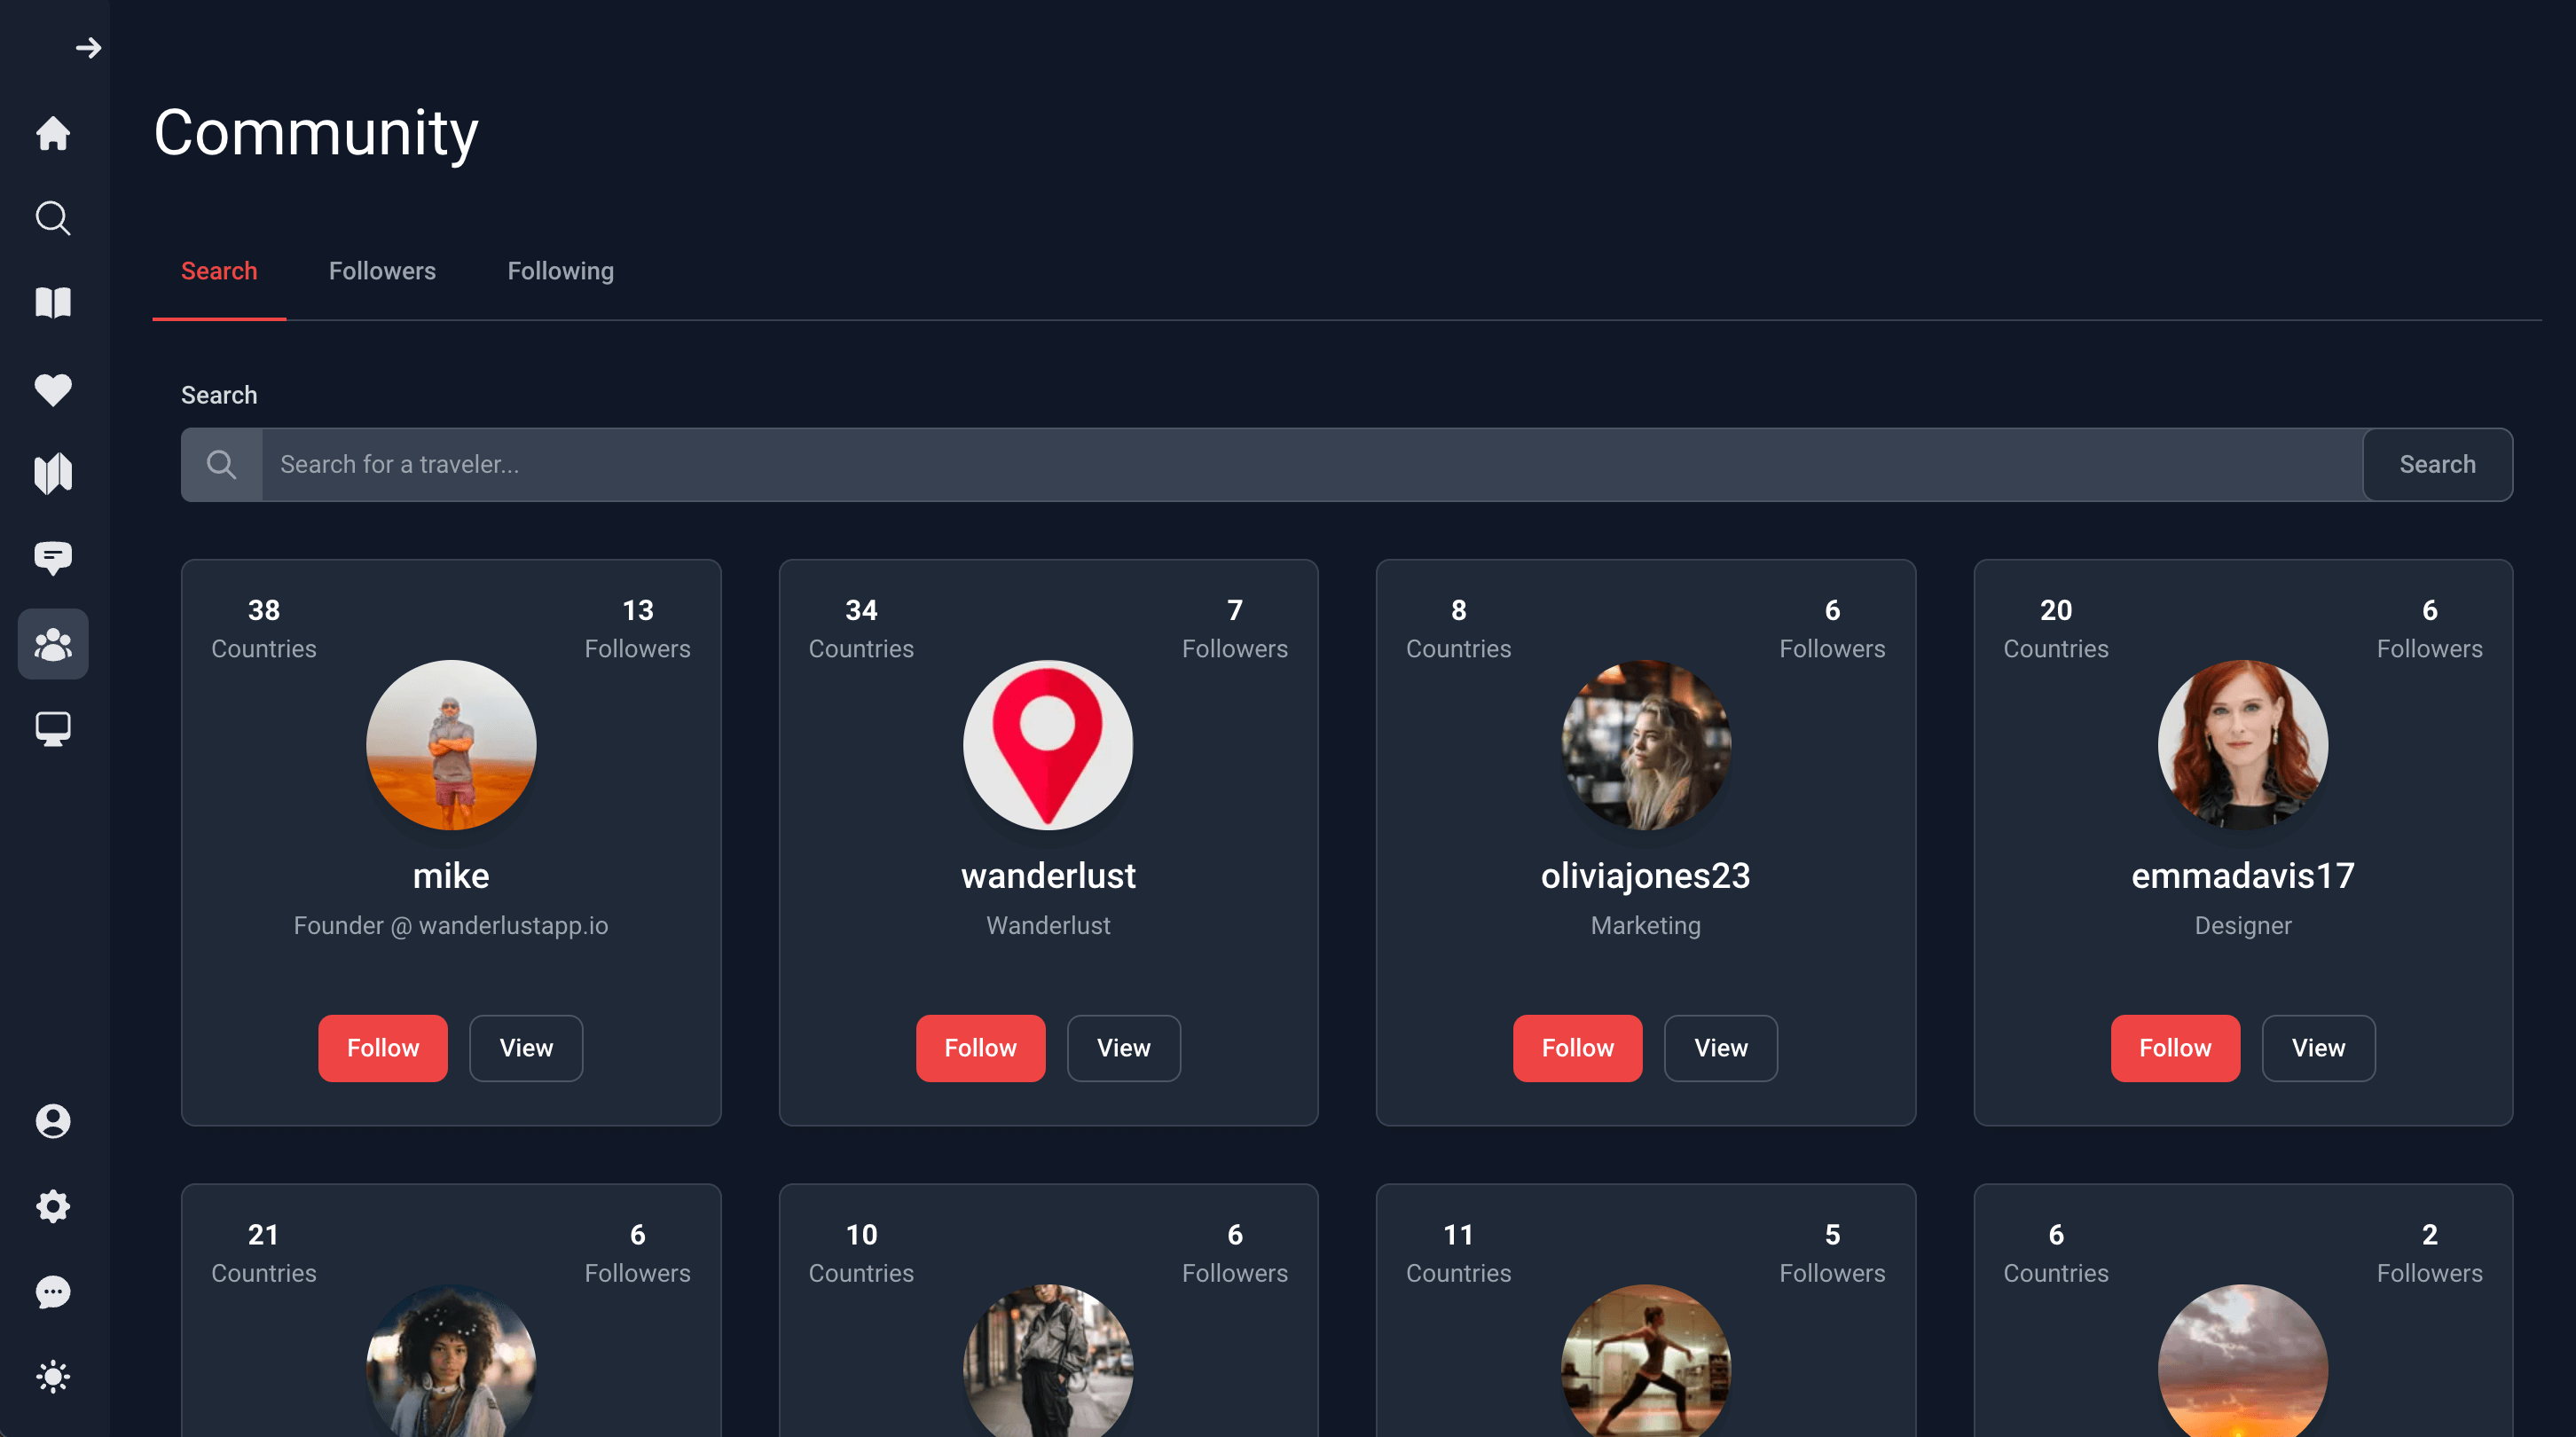 Community
Search
Followers
Following
Search
Search for a traveler...
Search
38
Countries
13
Followers
mike
Founder @ wanderlustapp.io
Follow
View
34
Countries
7
Followers
wanderlust
Wanderlust
Follow
View
8
Countries
6
Followers
oliviajones23
Marketing
Follow
View
20
Countries
6
Followers
emmadavis17
Designer
Follow
View
21
Countries
6
Followers
10
Countries
6
Followers
11
Countries
5
Followers
6
Countries
2
Followers